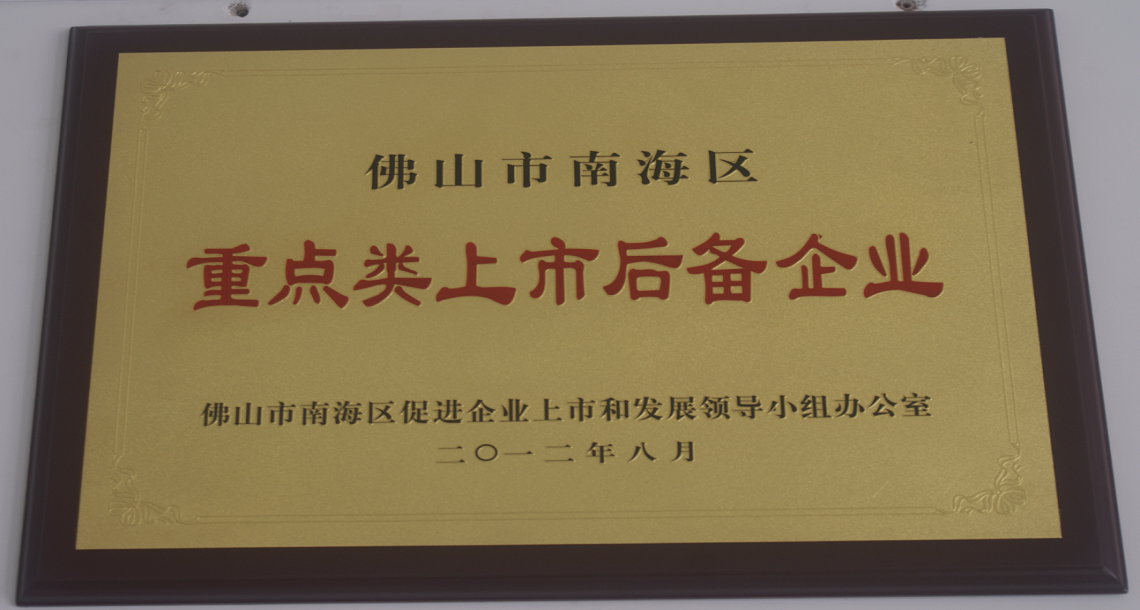 佛山市南海区
重点类上市后备企业
佛山市南海区促进企业上市和发展领导小组办公室
二〇一二年八月